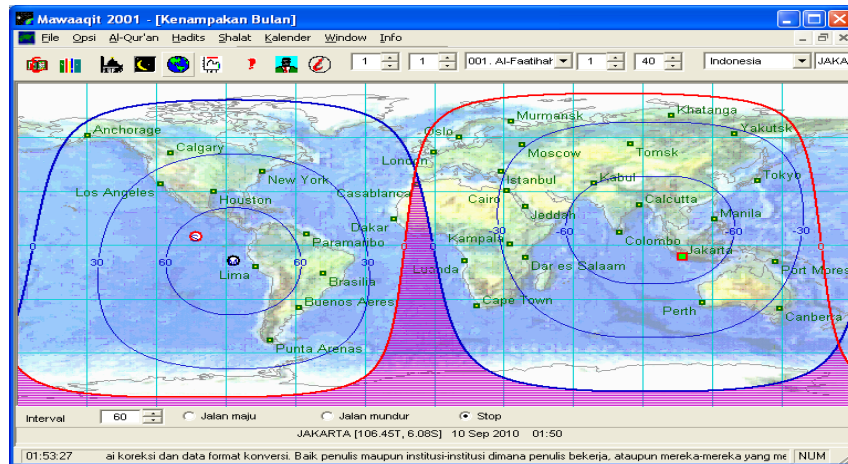 Mawaaqit 2001 - [Kenampakan Bulan]
File Opsi Al-Qur'an Hadits Shalat Kalender Window Info
1 1 001. Al-Faatihah 1 40 Indonesia JAKA
Murmansk Khatanga
Anchorage Oslo Yakutsk
Calgary London Moscow Tomsk
New York Istanbul Kabul Tokyo
Los Angeles Houston Casablanca Cairo Calcutta
Dakar Jeddah Manila
Paramaribo Kampala Colombo -30 -60 -60 -30
0 0 0 0 Jakarta
30 60 Lima 60 30 Luanda Dar es Salaam Port Mores
Brasilia
Buenos Aeres Cape Town Perth Canberra
Punta Arenas
Interval 60 Jalan maju Jalan mundur Stop
JAKARTA [106.45T, 6.08S] 10 Sep 2010 01:50
01:53:27 ai koreksi dan data format konversi. Baik penulis maupun institusi-institusi dimana penulis bekerja, ataupun mereka-mereka yang me NUM